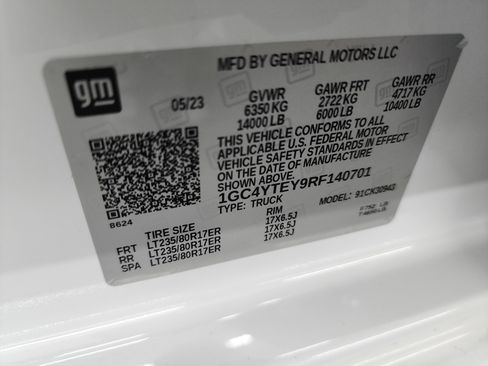 MFD BY GENERAL MOTORS LLC
gm
05/23
GVWR
6350 KG
14000 LB
GAWR FRT
2722 KG
6000 LB
GAWR RR
4717 KG
10400 LB
THIS VEHICLE CONFORMS TO ALL
APPLICABLE U.S. FEDERAL MOTOR
VEHICLE SAFETY STANDARDS IN EFFECT
ON THE DATE OF MANUFACTURE
SHOWN ABOVE
1GC4YTEY9RF140701
TYPE: TRUCK
MODEL:
B624
TIRE SIZE
RIM
FRT LT235/80R17ER 17X6.5J
RR LT235/80R17ER 17X6.5J
SPA LT235/80R17ER 17X6.5J